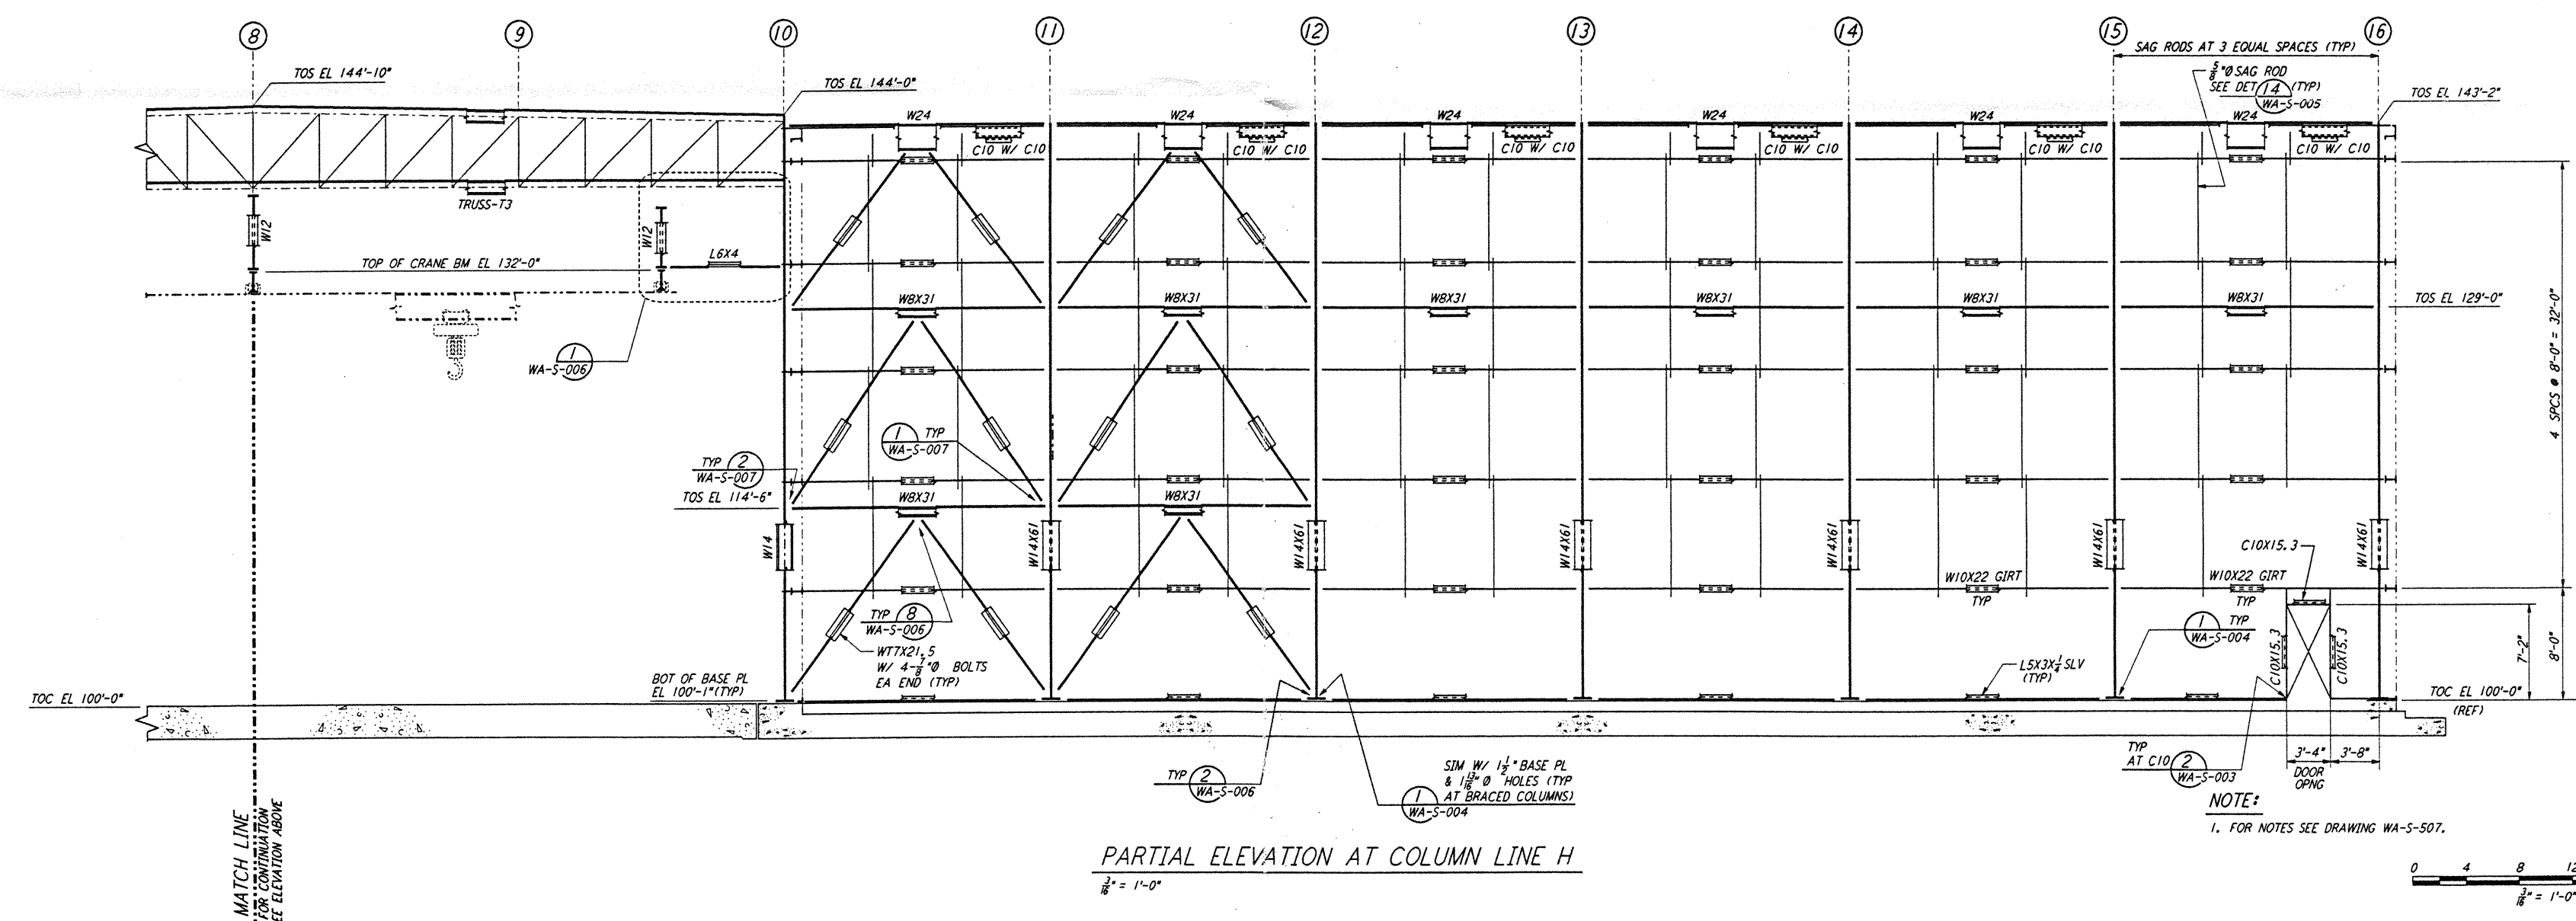 8
9
10
11
12
13
14
15
16
TOS EL 144'-10"
TOS EL 144'-0"
SAG RODS AT 3 EQUAL SPACES (TYP)
5/8"Ø SAG ROD
SEE DET 14 (TYP)
WA-S-005
TOS EL 143'-2"
W24
W24
W24
W24
W24
W24
C10 W/ C10
C10 W/ C10
C10 W/ C10
C10 W/ C10
C10 W/ C10
C10 W/ C10
TRUSS-T3
W12
W12
L6X4
TOP OF CRANE BM EL 132'-0"
W8X31
W8X31
W8X31
W8X31
W8X31
W8X31
TOS EL 129'-0"
4 SPCS @ 8'-0" = 32'-0"
1
WA-S-006
1 TYP
WA-S-007
TYP 2
WA-S-007
TOS EL 114'-6"
W8X31
W8X31
W14
W14X61
W14X61
W14X61
W14X61
W14X61
W14X61
C10X15.3
W10X22 GIRT
TYP
W10X22 GIRT
TYP
TYP 8
WA-S-006
WT7X21.5
W/ 4-7/8"Ø BOLTS
EA END (TYP)
1 TYP
WA-S-004
C10X15.3
C10X15.3
7'-2"
8'-0"
L5X3X1/4 SLV
(TYP)
BOT OF BASE PL
EL 100'-1"(TYP)
TOC EL 100'-0"
TOC EL 100'-0"
(REF)
TYP 2
WA-S-006
SIM W/ 1 1/2" BASE PL
& 1 13/16" Ø HOLES (TYP
AT BRACED COLUMNS)
1
WA-S-004
TYP
AT C10 2
WA-S-003
3'-4"
3'-8"
DOOR
OPNG
NOTE:
1. FOR NOTES SEE DRAWING WA-S-507.
MATCH LINE
FOR CONTINUATION
EE ELEVATION ABOVE
PARTIAL ELEVATION AT COLUMN LINE H
3/16" = 1'-0"
0 4 8 12
3/16" = 1'-0"